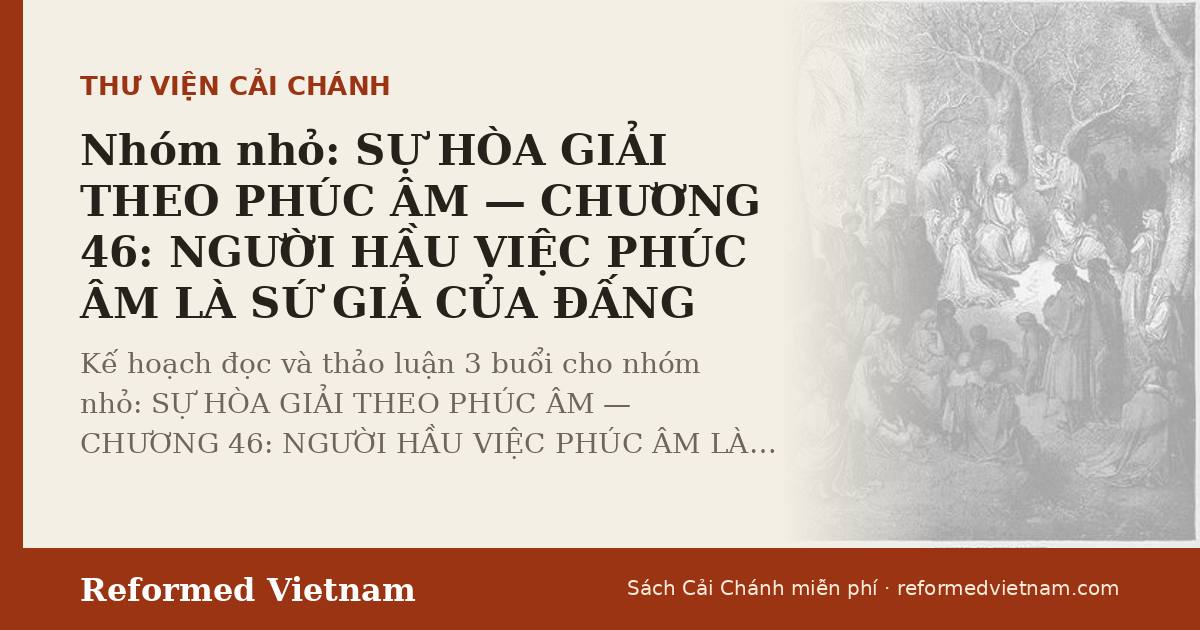 THƯ VIỆN CẢI CHÁNH
Nhóm nhỏ: SỰ HÒA GIẢI
THEO PHÚC ÂM — CHƯƠNG
46: NGƯỜI HẦU VIỆC PHÚC
ÂM LÀ SỨ GIẢ CỦA ĐẤNG
Kế hoạch đọc và thảo luận 3 buổi cho nhóm
nhỏ: SỰ HÒA GIẢI THEO PHÚC ÂM —
CHƯƠNG 46: NGƯỜI HẦU VIỆC PHÚC ÂM LÀ...
Reformed Vietnam
Sách Cải Chánh miễn phí · reformedvietnam.com